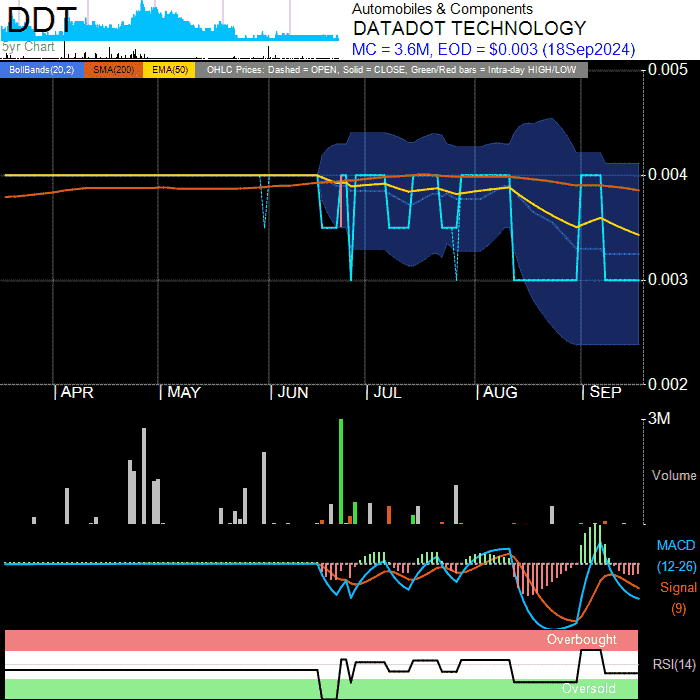 DDT
5yr Chart
Automobiles & Components
DATADOT TECHNOLOGY
MC = 3.6M, EOD = $0.003 (18Sep2024)
BollBands(20,2) SMA(200) EMA(50) OHLC Prices: Dashed = OPEN, Solid = CLOSE, Green/Red bars = Intra-day HIGH/LOW
0.005
0.004
0.003
0.002
APR MAY JUN JUL AUG SEP
3M
Volume
MACD
(12-26)
Signal
(9)
Overbought
RSI(14)
Oversold